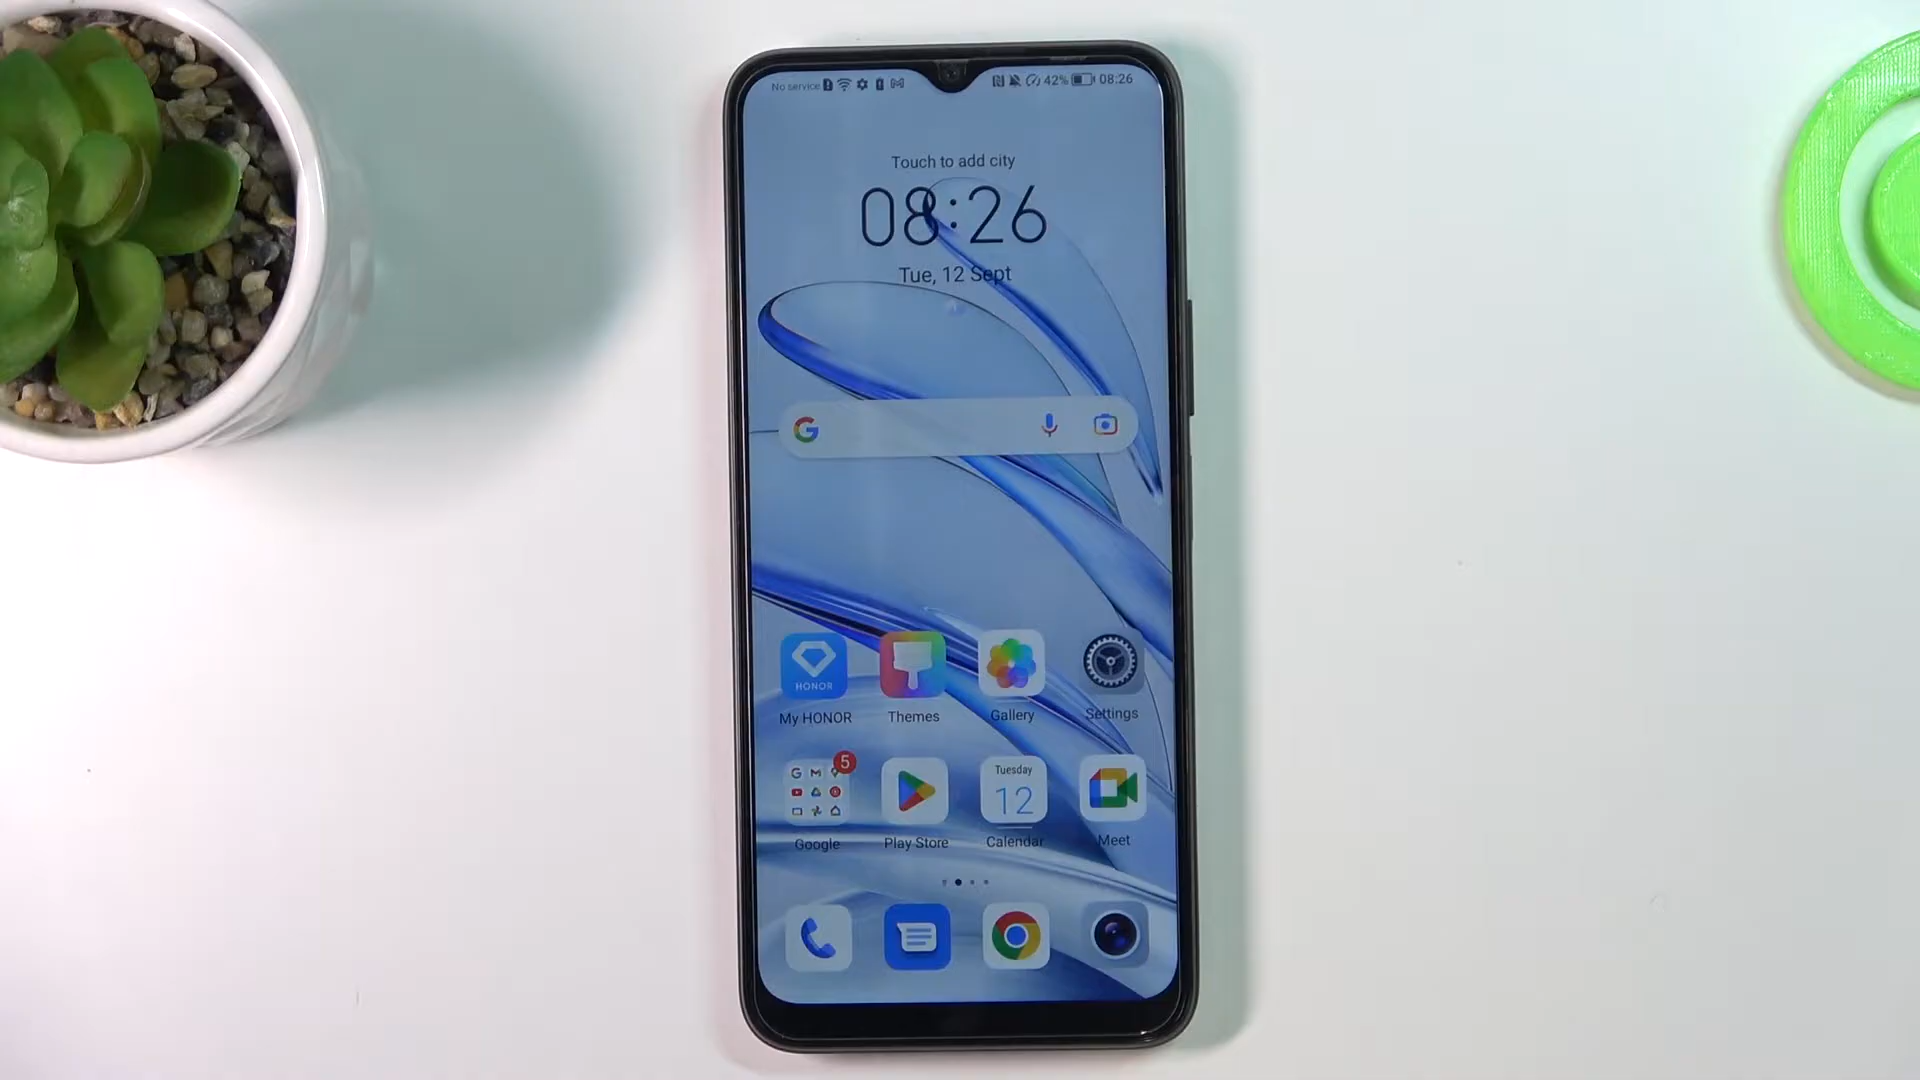 No service 42% 08:26
Touch to add city
08:26
Tue, 12 Sept
HONOR
My HONOR Themes Gallery Settings
5
Tuesday
12
Google Play Store Calendar Meet